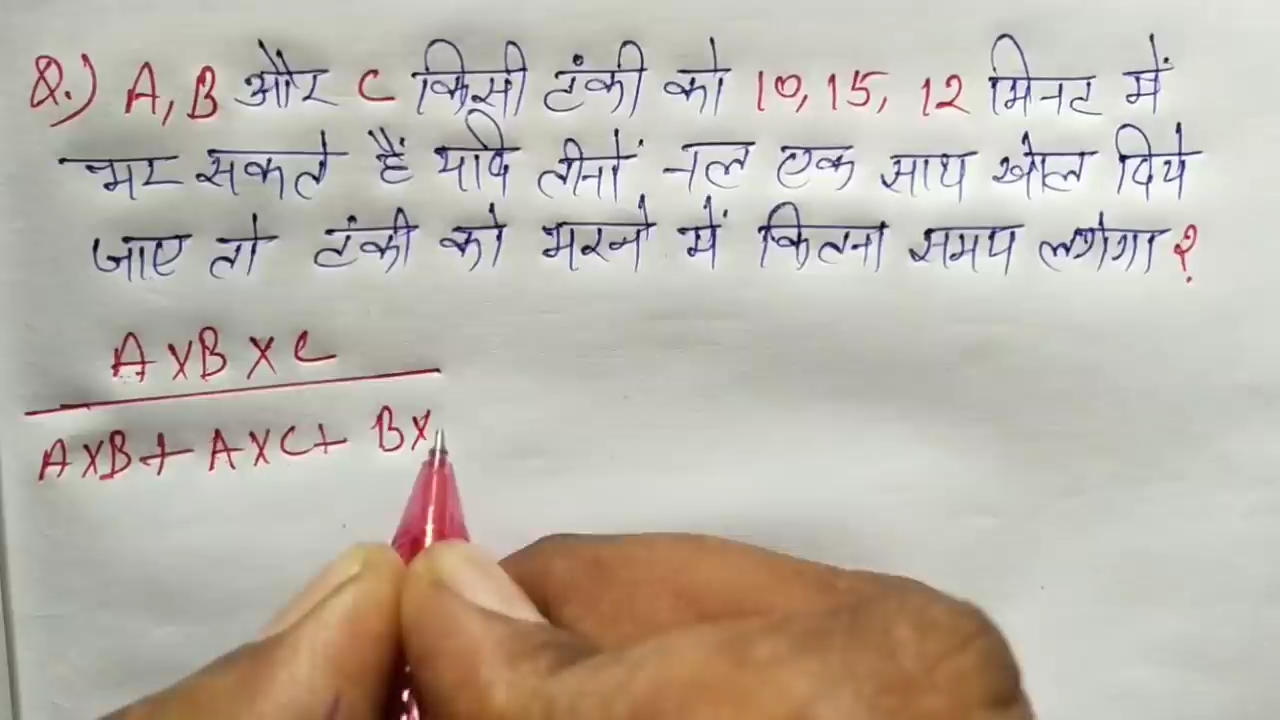 Q.) A, B और C किसी टंकी को 10, 15, 12 मिनट में
भर सकते हैं यदि तीनों नल एक साथ खोल दिये
जाए तो टंकी को भरने में कितना समय लगेगा ?
A×B×C
A×B+A×C+ B×